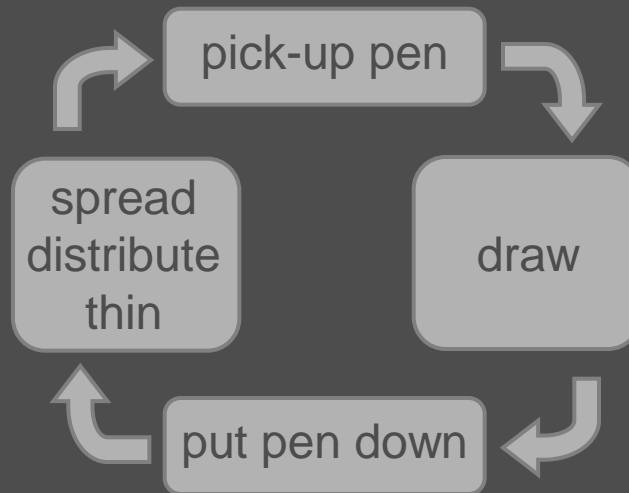 pick-up pen
draw
put pen down
spread
distribute
thin